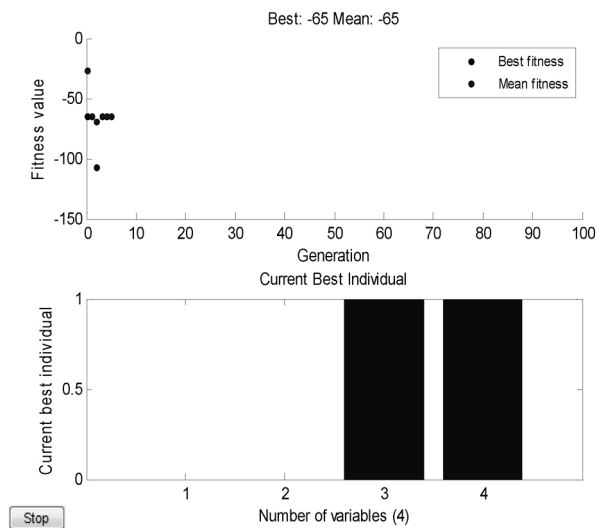 Best: -65 Mean: -65
Best fitness
Mean fitness
Fitness value
0
-50
-100
-150
0 10 20 30 40 50 60 70 80 90 100
Generation
Current Best Individual
Current best individual
1
0.5
0
1 2 3 4
Number of variables (4)
Stop